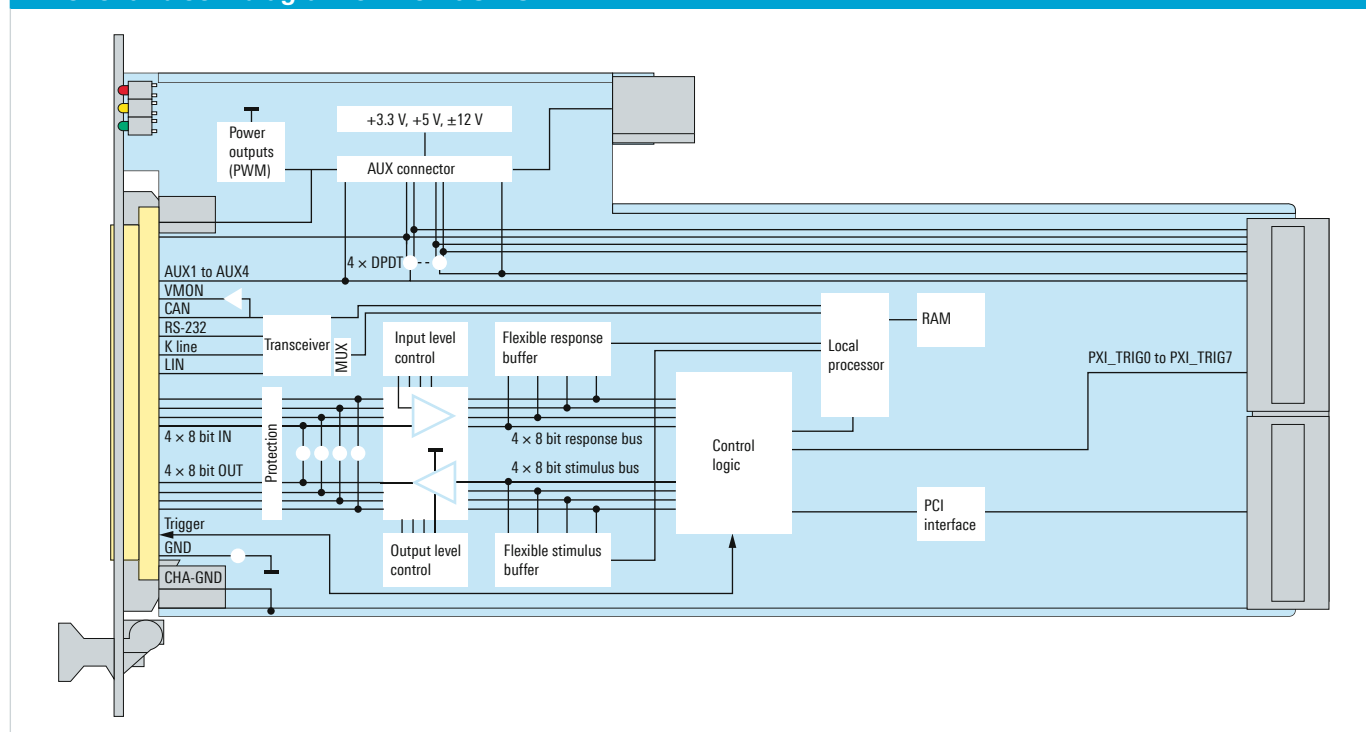 +3.3 V, +5 V, ±12 V
Power
outputs
(PWM)
AUX connector
4 × DPDT
AUX1 to AUX4
VMON
CAN
RS-232
K line
LIN
Transceiver
MUX
Input level
control
Flexible response
buffer
Local
processor
RAM
PXI_TRIG0 to PXI_TRIG7
Protection
4 × 8 bit IN
4 × 8 bit OUT
4 × 8 bit response bus
4 × 8 bit stimulus bus
Control
logic
PCI
interface
Trigger
GND
CHA-GND
Output level
control
Flexible stimulus
buffer